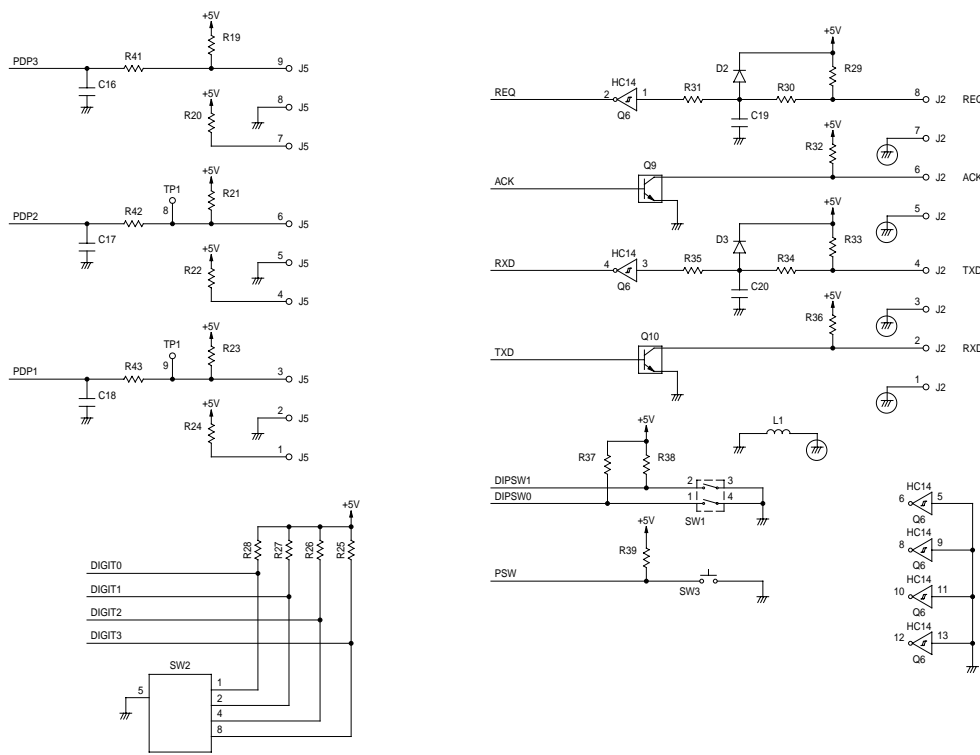 +5V
R19
PDP3
R41
9
J5
C16
8
J5
R20
+5V
7
J5
+5V
R21
TP1
8
PDP2
R42
6
J5
C17
+5V
5
J5
R22
4
J5
+5V
R23
TP1
9
PDP1
R43
3
J5
C18
+5V
2
J5
R24
1
J5
+5V
R28
R27
R26
R25
DIGIT0
DIGIT1
DIGIT2
DIGIT3
SW2
5
1
2
4
8
+5V
D2
R29
HC14
REQ
2
1
R31
R30
8
J2
REQ
Q6
C19
+5V
7
J2
R32
Q9
6
J2
ACK
ACK
+5V
5
J2
D3
R33
HC14
RXD
4
3
R35
R34
4
J2
TXD
Q6
C20
+5V
3
J2
R36
Q10
2
J2
RXD
TXD
1
J2
+5V
L1
R37
R38
DIPSW1
2
3
DIPSW0
1
4
SW1
+5V
R39
PSW
SW3
HC14
6
5
Q6
HC14
8
9
Q6
HC14
10
11
Q6
HC14
12
13
Q6